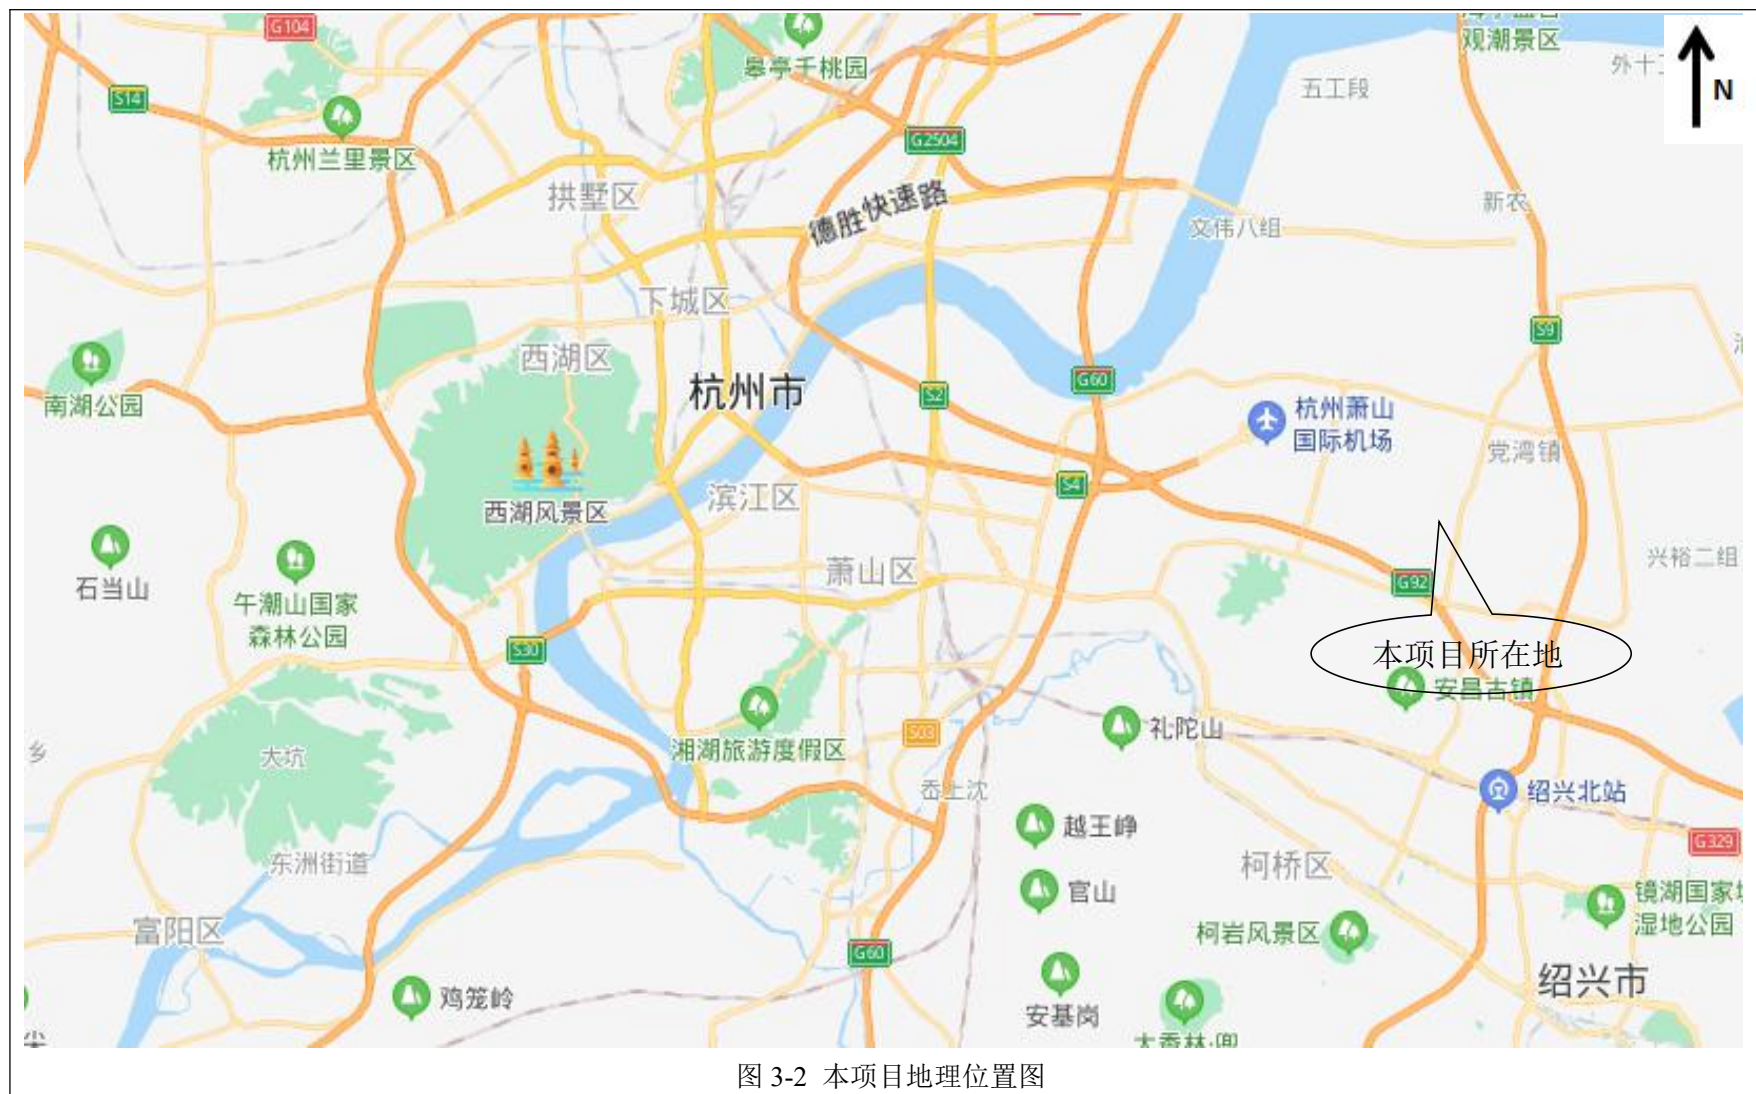 G104
皋亭千桃园
观潮景区
外十
N
五工段
S14
G2504
杭州兰里景区
拱墅区
德胜快速路
新农
文伟八组
下城区
S9
西湖区
南湖公园
杭州市
S2
G60
杭州萧山
国际机场
党湾镇
西湖风景区
滨江区
S4
石当山
午潮山国家
森林公园
萧山区
G92
兴裕二组
S30
本项目所在地
安昌古镇
湘湖旅游度假区
S03
礼陀山
乡
大坑
岙上沈
绍兴北站
越王峥
G329
东洲街道
柯桥区
官山
镜湖国家
湿地公园
富阳区
柯岩风景区
G60
鸡笼岭
安基岗
绍兴市
大香林·兜
图 3-2 本项目地理位置图